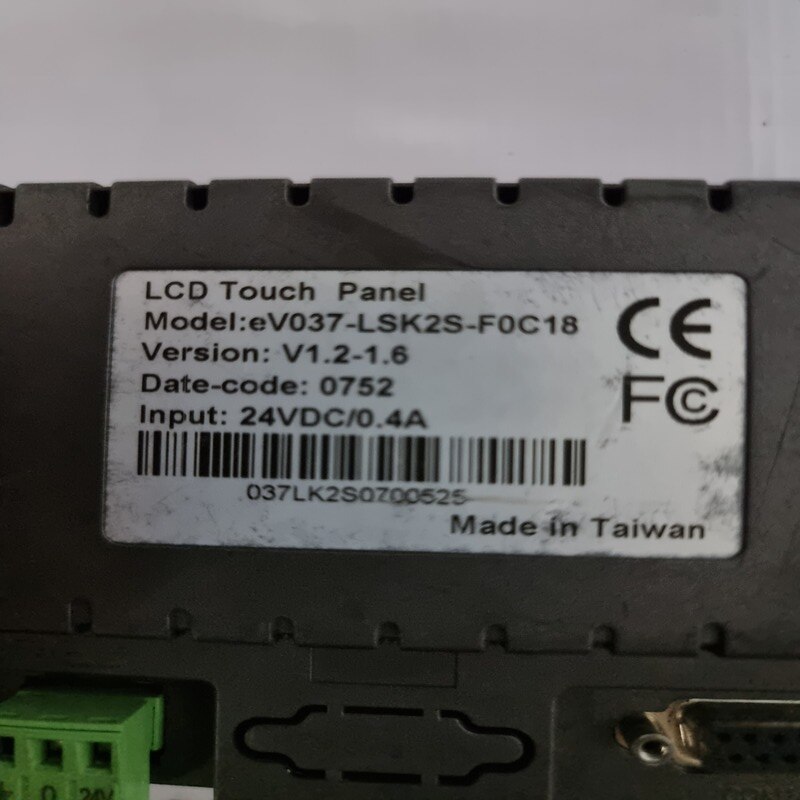 LCD Touch Panel
Model:eV037-LSK2S-F0C18
Version: V1.2-1.6
Date-code: 0752
Input: 24VDC/0.4A
CE
FC
037LK2S0700525
Made in Taiwan
0 24V